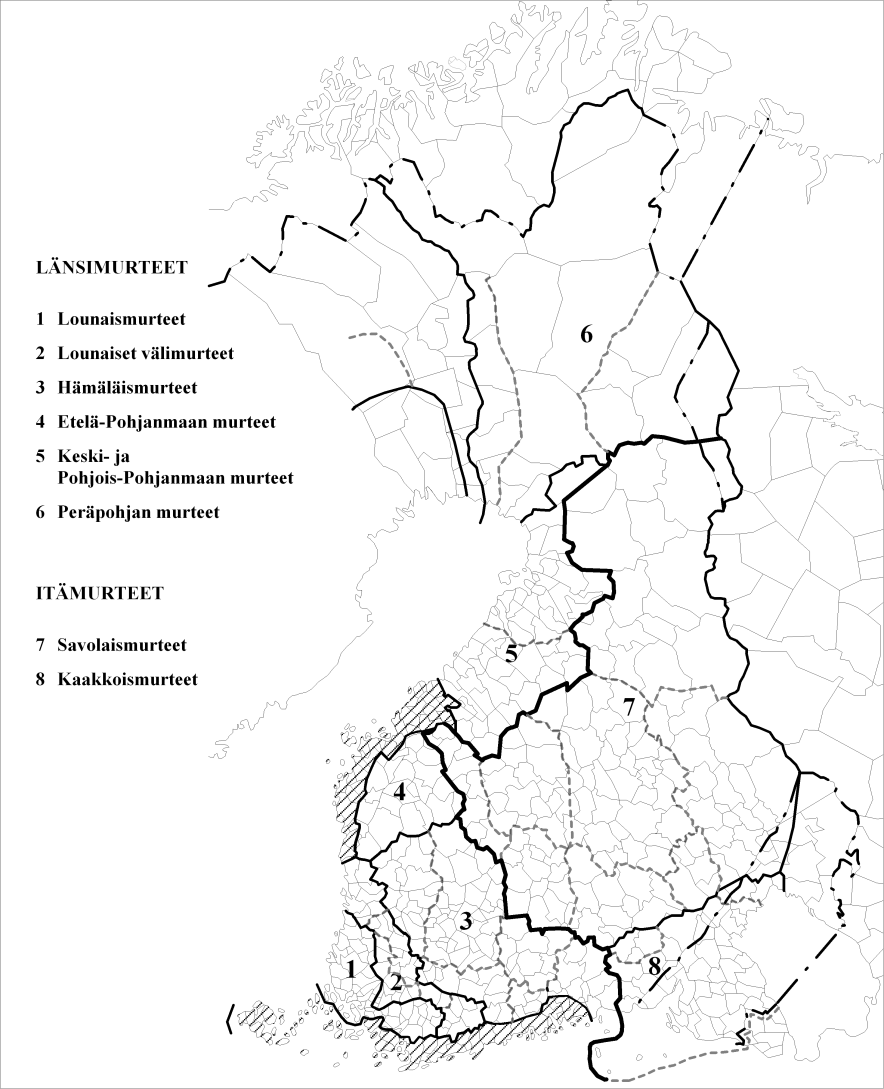 LÄNSIMURTEET
1 Lounaismurteet
2 Lounaiset välimurteet
3 Hämäläismurteet
4 Etelä-Pohjanmaan murteet
5 Keski- ja
Pohjois-Pohjanmaan murteet
6 Peräpohjan murteet
ITÄMURTEET
7 Savolaismurteet
8 Kaakkoismurteet
6
5
7
4
3
1
2
8